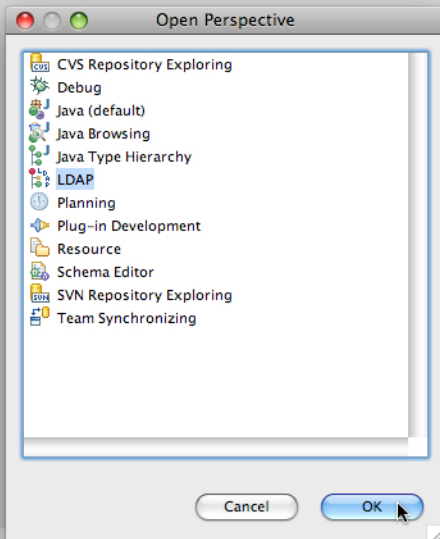 Open Perspective
CVS Repository Exploring
Debug
Java (default)
Java Browsing
Java Type Hierarchy
LDAP
Planning
Plug-in Development
Resource
Schema Editor
SVN Repository Exploring
Team Synchronizing
Cancel
OK